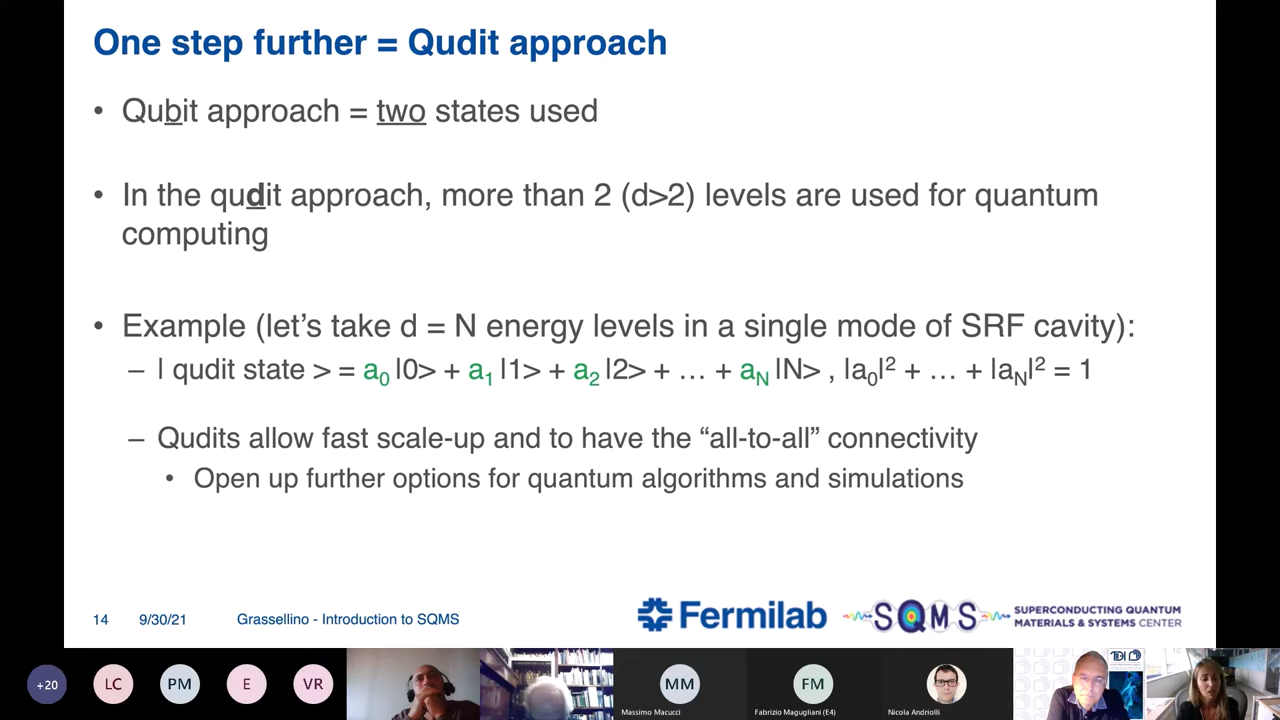 One step further = Qudit approach
• Qubit approach = two states used
• In the qudit approach, more than 2 (d>2) levels are used for quantum
computing
• Example (let's take d = N energy levels in a single mode of SRF cavity):
– | qudit state > = a0 |0> + a1 |1> + a2 |2> + … + aN |N> , |a0|² + … + |aN|² = 1
– Qudits allow fast scale-up and to have the "all-to-all" connectivity
• Open up further options for quantum algorithms and simulations
14 9/30/21 Grassellino - Introduction to SQMS
Fermilab
SQMS
SUPERCONDUCTING QUANTUM
MATERIALS & SYSTEMS CENTER
+20
LC
PM
E
VR
MM
Massimo Macucci
FM
Fabrizio Magugliani (E4)
Nicola Andriolli